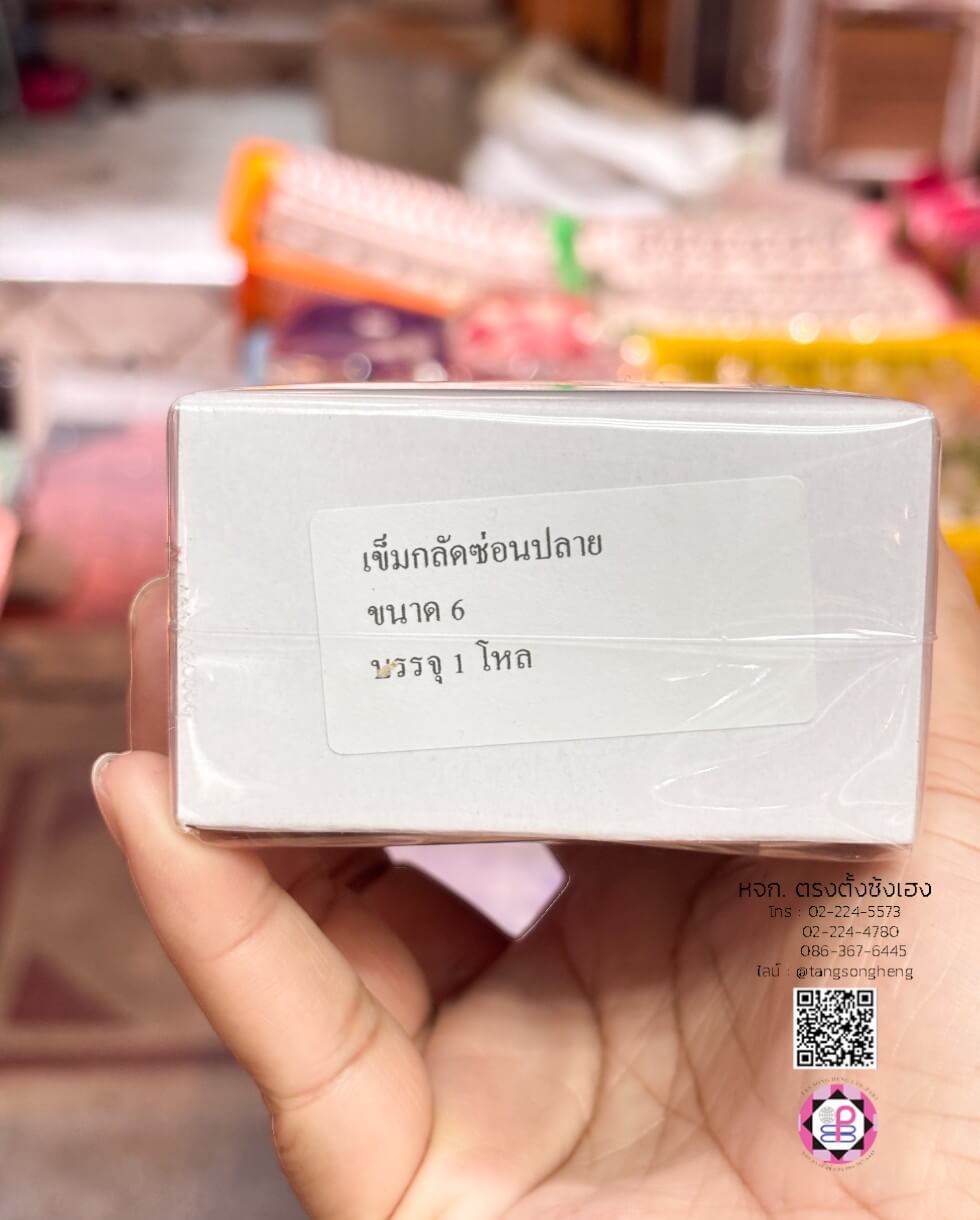 เข็มกลัดซ่อนปลาย
ขนาด 6
บรรจุ 1 โหล
หจก. ตรงตั้งซ้งเฮง
โทร : 02-224-5573
02-224-4780
086-367-6445
ไลน์ : @tangsongheng